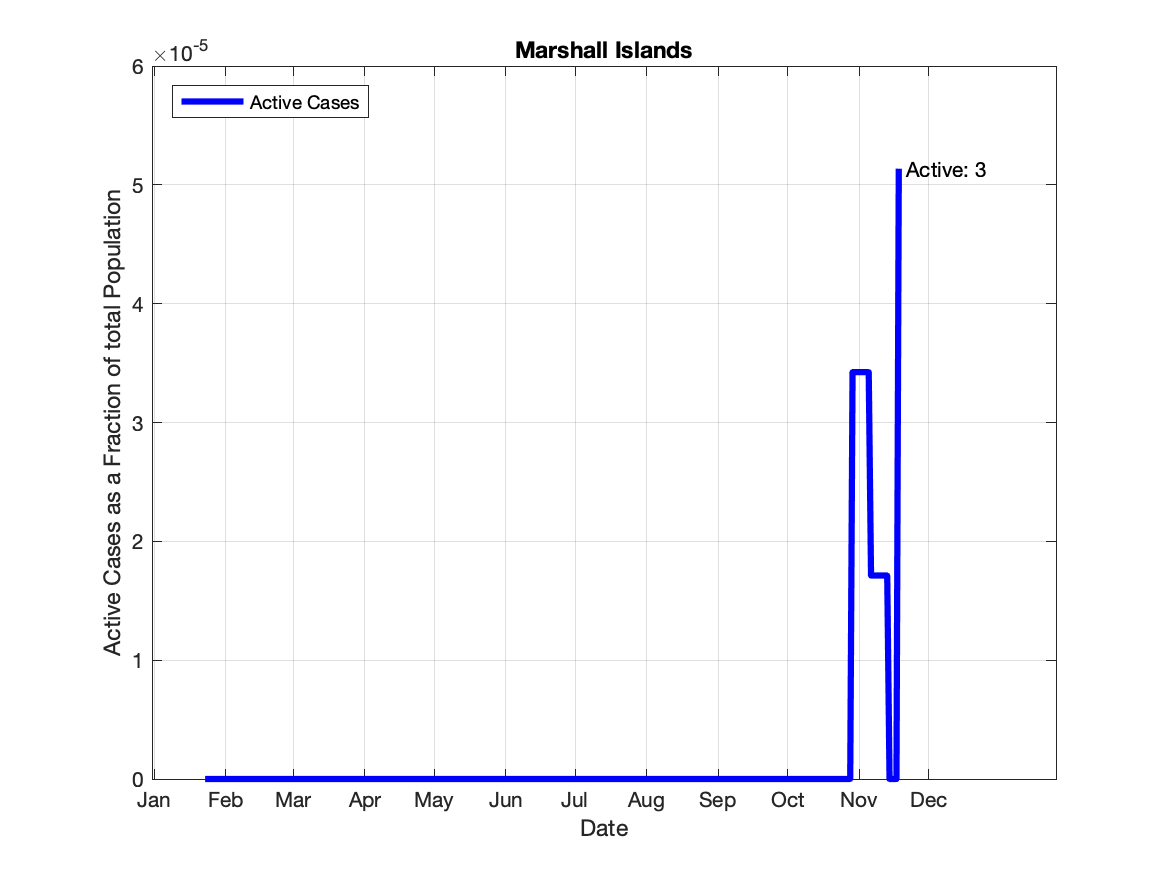 Marshall Islands
×10-5
6
5
4
3
2
1
0
Active Cases
Active: 3
Active Cases as a Fraction of total Population
Jan Feb Mar Apr May Jun Jul Aug Sep Oct Nov Dec
Date